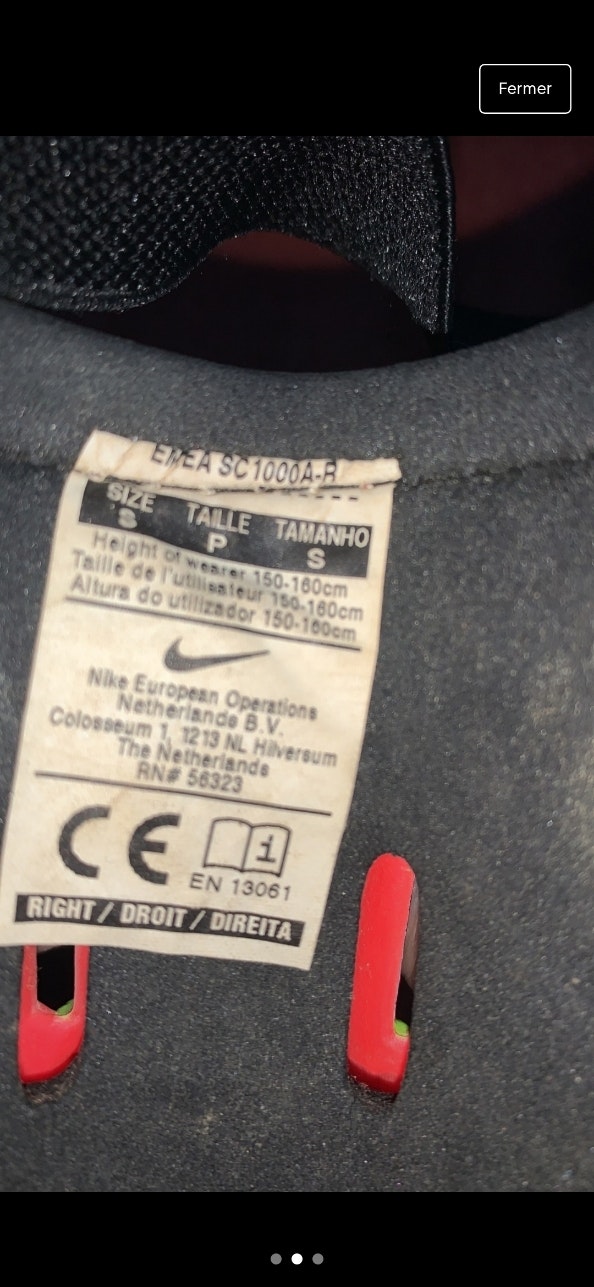 Fermer
EMEA SC1000A-R
SIZE TAILLE TAMANHO
S P S
Height of wearer 150-160cm
Taille de l'utilisateur 150-160cm
Altura do utilizador 150-160cm
Nike European Operations
Netherlands B.V.
Colosseum 1, 1213 NL Hilversum
The Netherlands
RN# 56323
CE i
EN 13061
RIGHT / DROIT / DIREITA